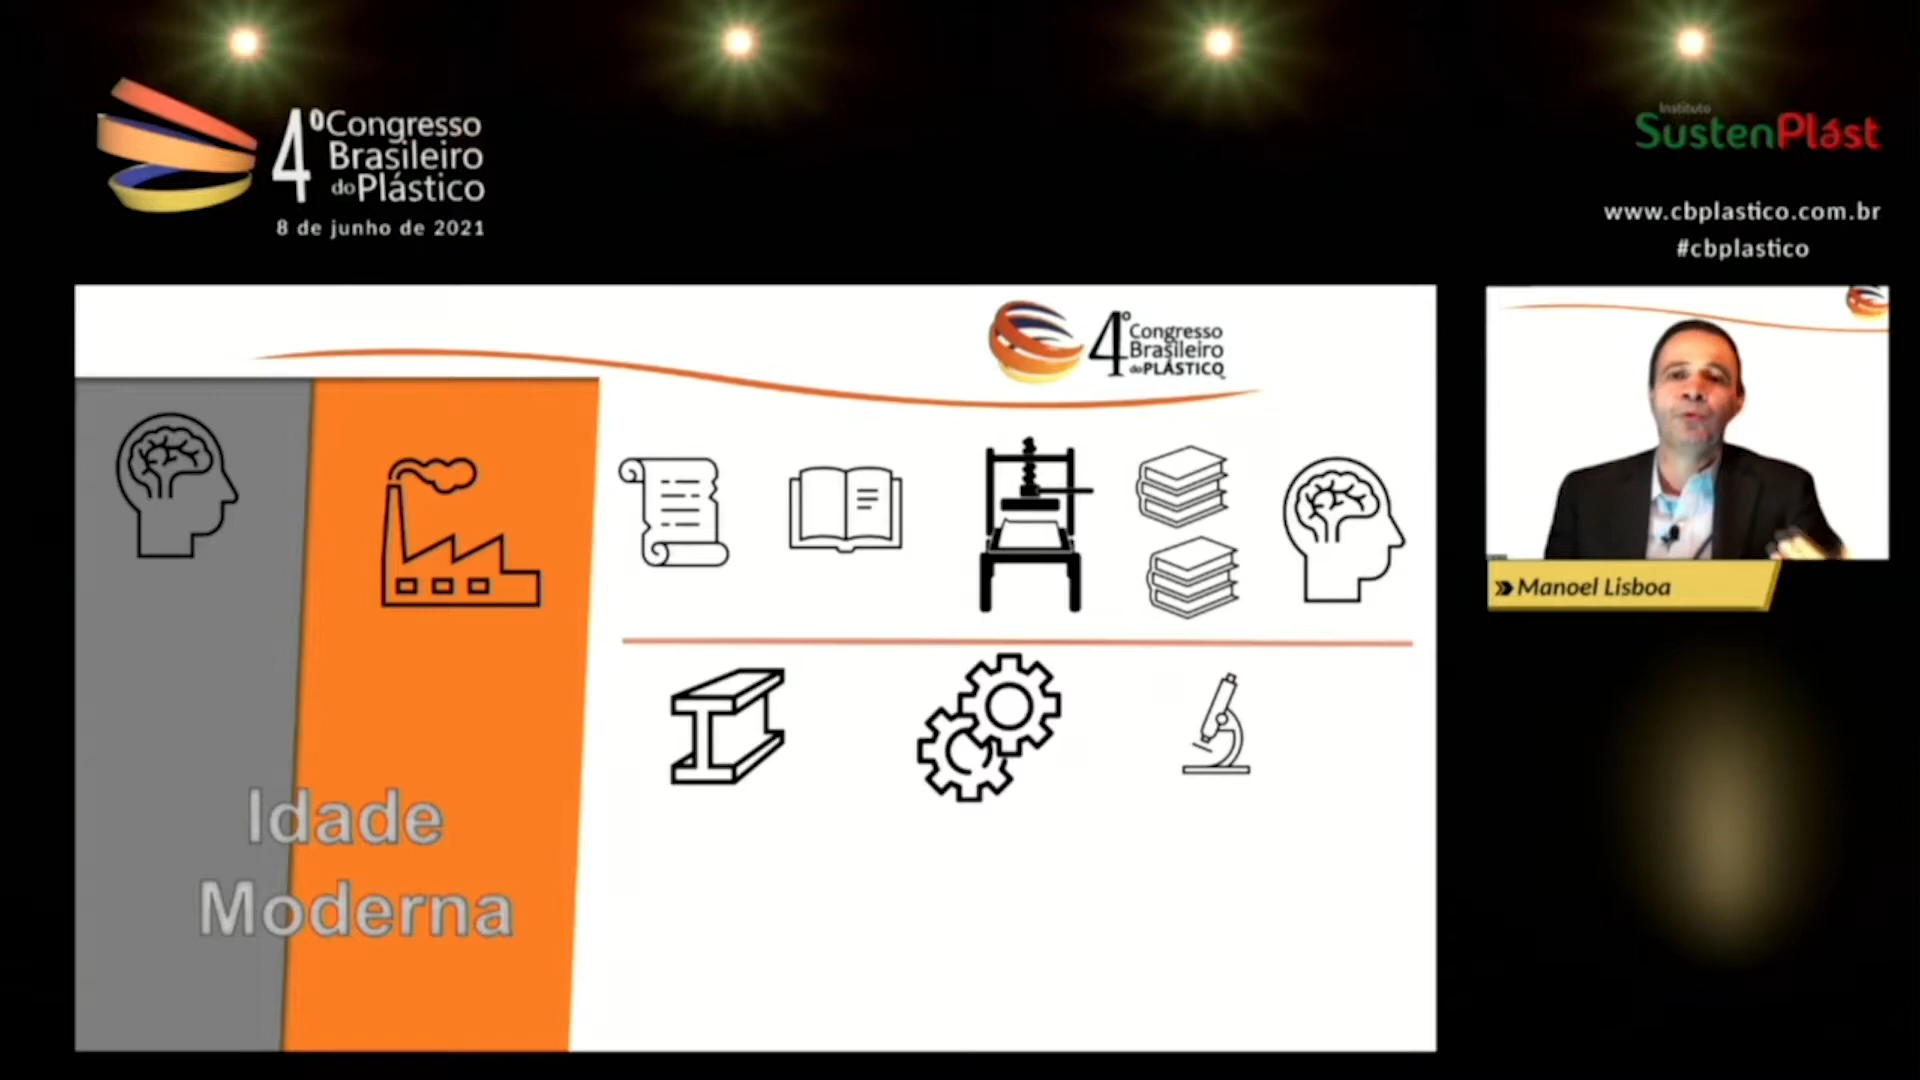 4º Congresso
Brasileiro
do Plástico
8 de junho de 2021
Instituto
SustenPlást
www.cbplastico.com.br
#cbplastico
4º Congresso
Brasileiro
do PLÁSTICO
Idade
Moderna
Manoel Lisboa